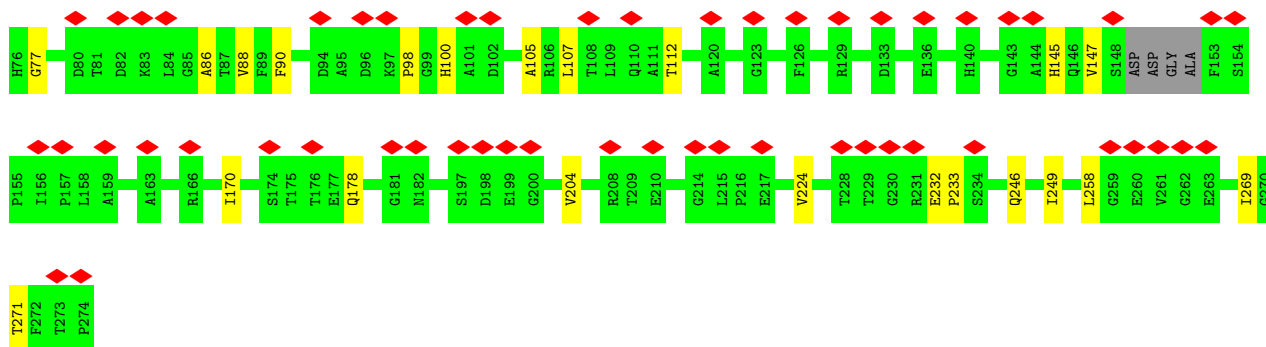 H76 G77 D80 T81 D82 K83 L84 G85 A86 T87 V88 F89 F90 D94 A95 D96 K97 P98 G99 H100 A101 D102 A105 R106 L107 T108 L109 Q110 A111 T112 A120 G123 F126 R129 D133 E136 H140 G143 A144 H145 Q146 V147 S148 ASP ASP GLY ALA F153 S154
P155 I156 P157 L158 A159 A163 R166 I170 S174 T175 T176 E177 Q178 G181 N182 S197 D198 E199 G200 V204 R208 T209 E210 G214 L215 P216 E217 V224 T228 T229 G230 R231 E232 P233 S234 Q246 I249 L258 G259 E260 V261 G262 E263 I269 G270
T271 F272 T273 P274